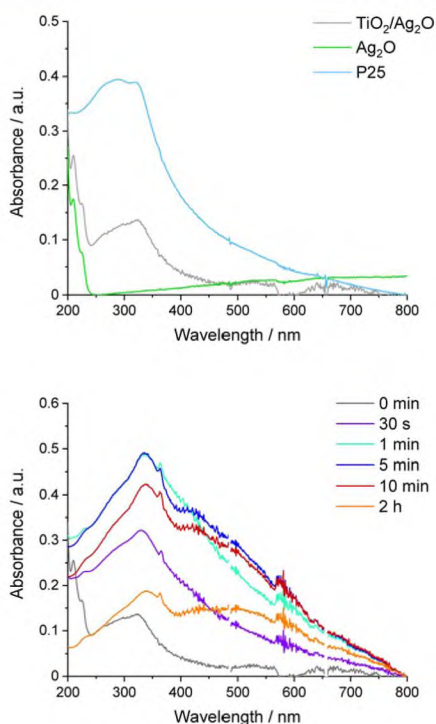 TiO₂/Ag₂O
Ag₂O
P25
0.5
0.4
0.3
0.2
0.1
0
Absorbance / a.u.
200 300 400 500 600 700 800
Wavelength / nm
0 min
30 s
1 min
5 min
10 min
2 h
0.6
0.5
0.4
0.3
0.2
0.1
0
Absorbance / a.u.
200 300 400 500 600 700 800
Wavelength / nm